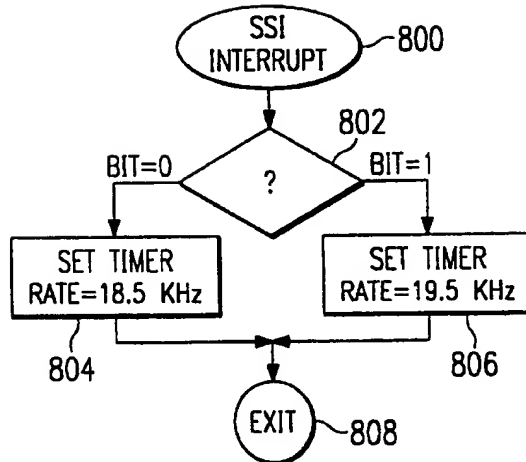 SSI
INTERRUPT
800
802
BIT=0
?
BIT=1
SET TIMER
RATE=18.5 KHz
SET TIMER
RATE=19.5 KHz
804
806
EXIT
808